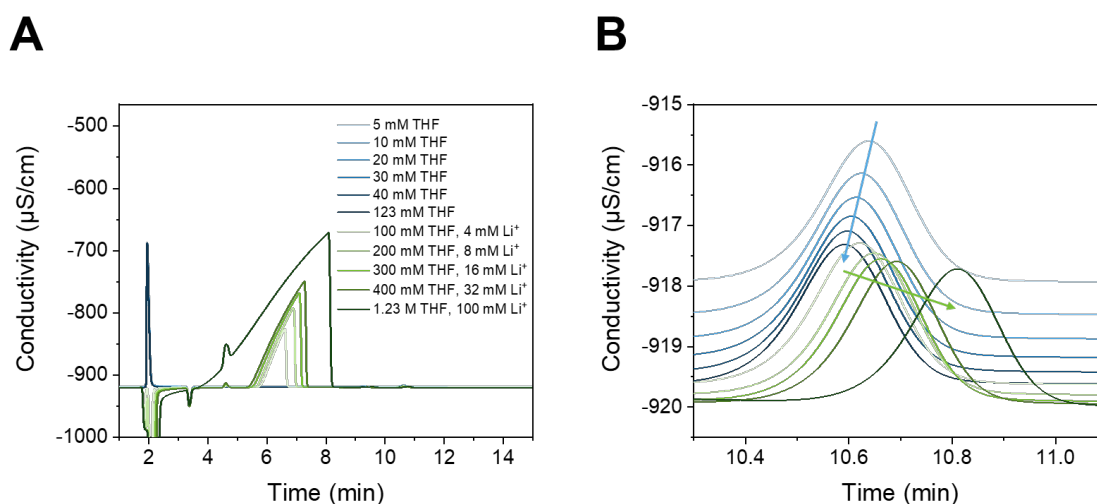 A
Conductivity (µS/cm)
-500
-600
-700
-800
-900
-1000
5 mM THF
10 mM THF
20 mM THF
30 mM THF
40 mM THF
123 mM THF
100 mM THF, 4 mM Li⁺
200 mM THF, 8 mM Li⁺
300 mM THF, 16 mM Li⁺
400 mM THF, 32 mM Li⁺
1.23 M THF, 100 mM Li⁺
2 4 6 8 10 12 14
Time (min)
B
Conductivity (µS/cm)
-915
-916
-917
-918
-919
-920
10.4 10.6 10.8 11.0
Time (min)